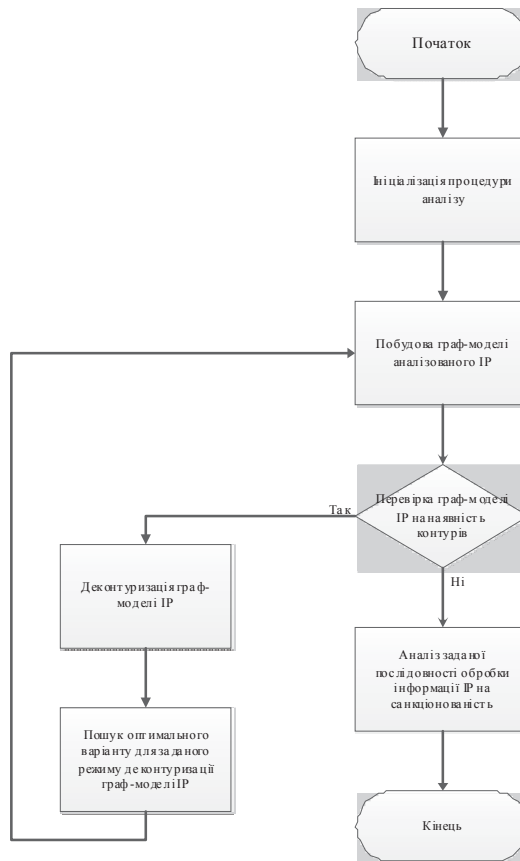 Початок
Ініціалізація процедури
аналізу
Побудова граф-моделі
аналізованого ІР
Перевірка граф-моделі
ІР на наявність
контурів
Так
Ні
Деконтуризація граф-
моделі ІР
Пошук оптимального
варіанту для заданого
режиму деконтуризації
граф-моделі ІР
Аналіз заданої
послідовності обробки
інформації ІР на
санкціонованість
Кінець